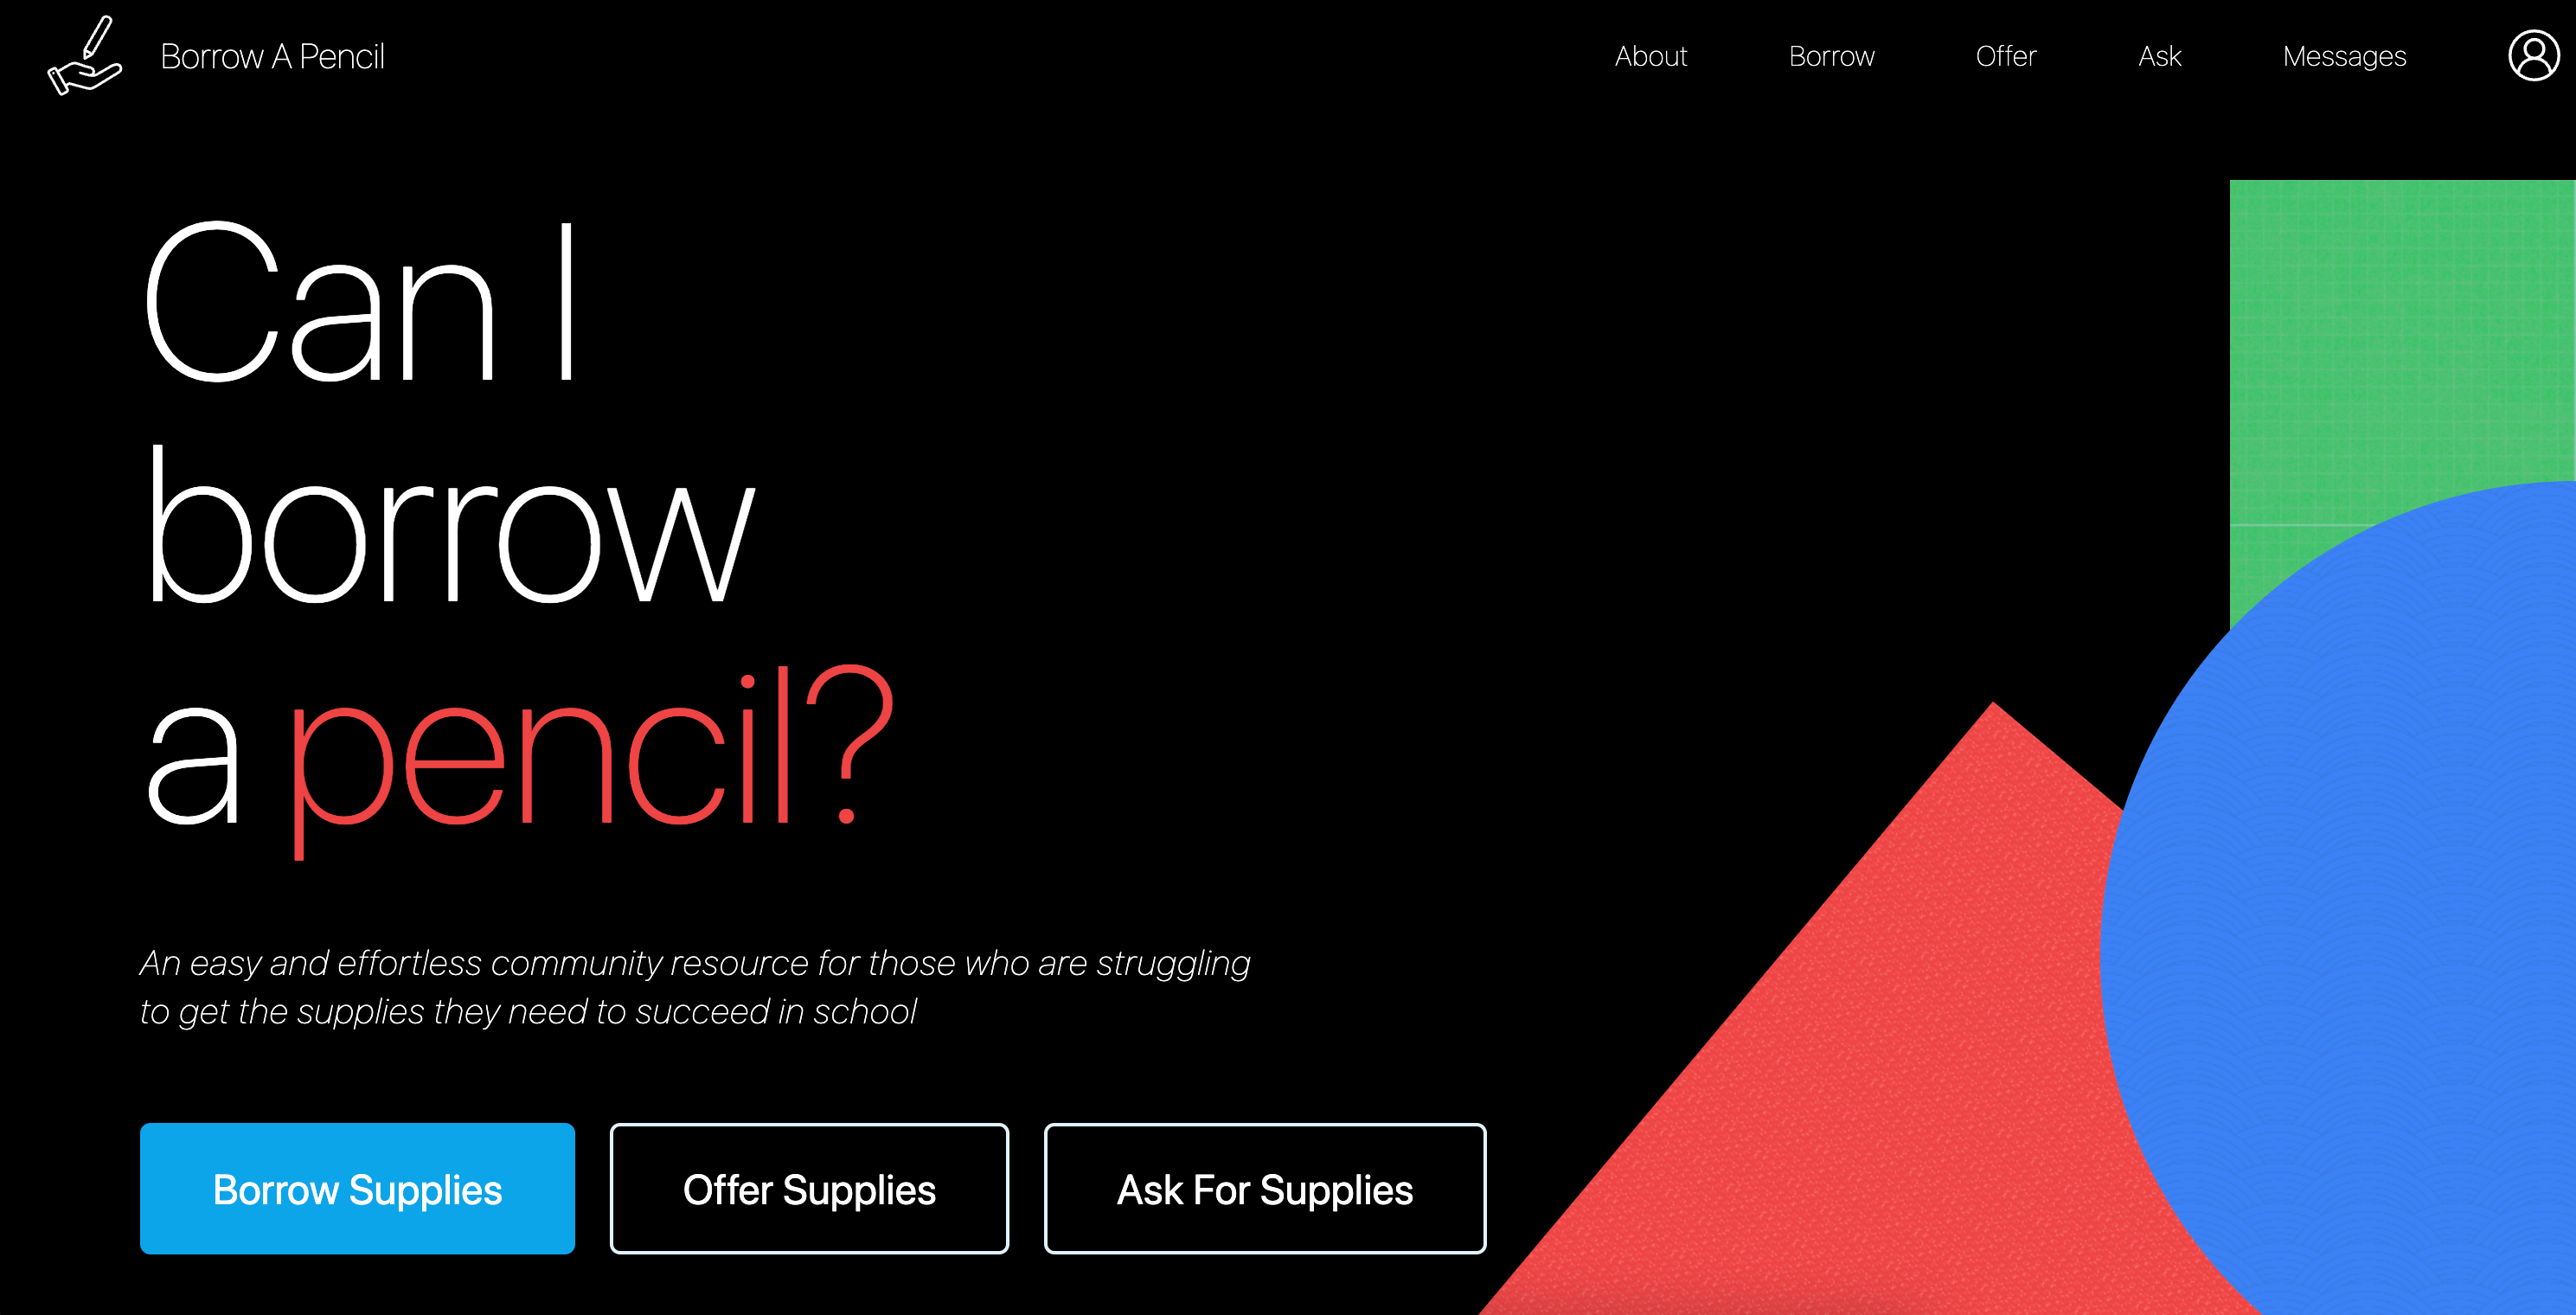 Borrow A Pencil
About
Borrow
Offer
Ask
Messages
Can I
borrow
a pencil?
An easy and effortless community resource for those who are struggling
to get the supplies they need to succeed in school
Borrow Supplies
Offer Supplies
Ask For Supplies